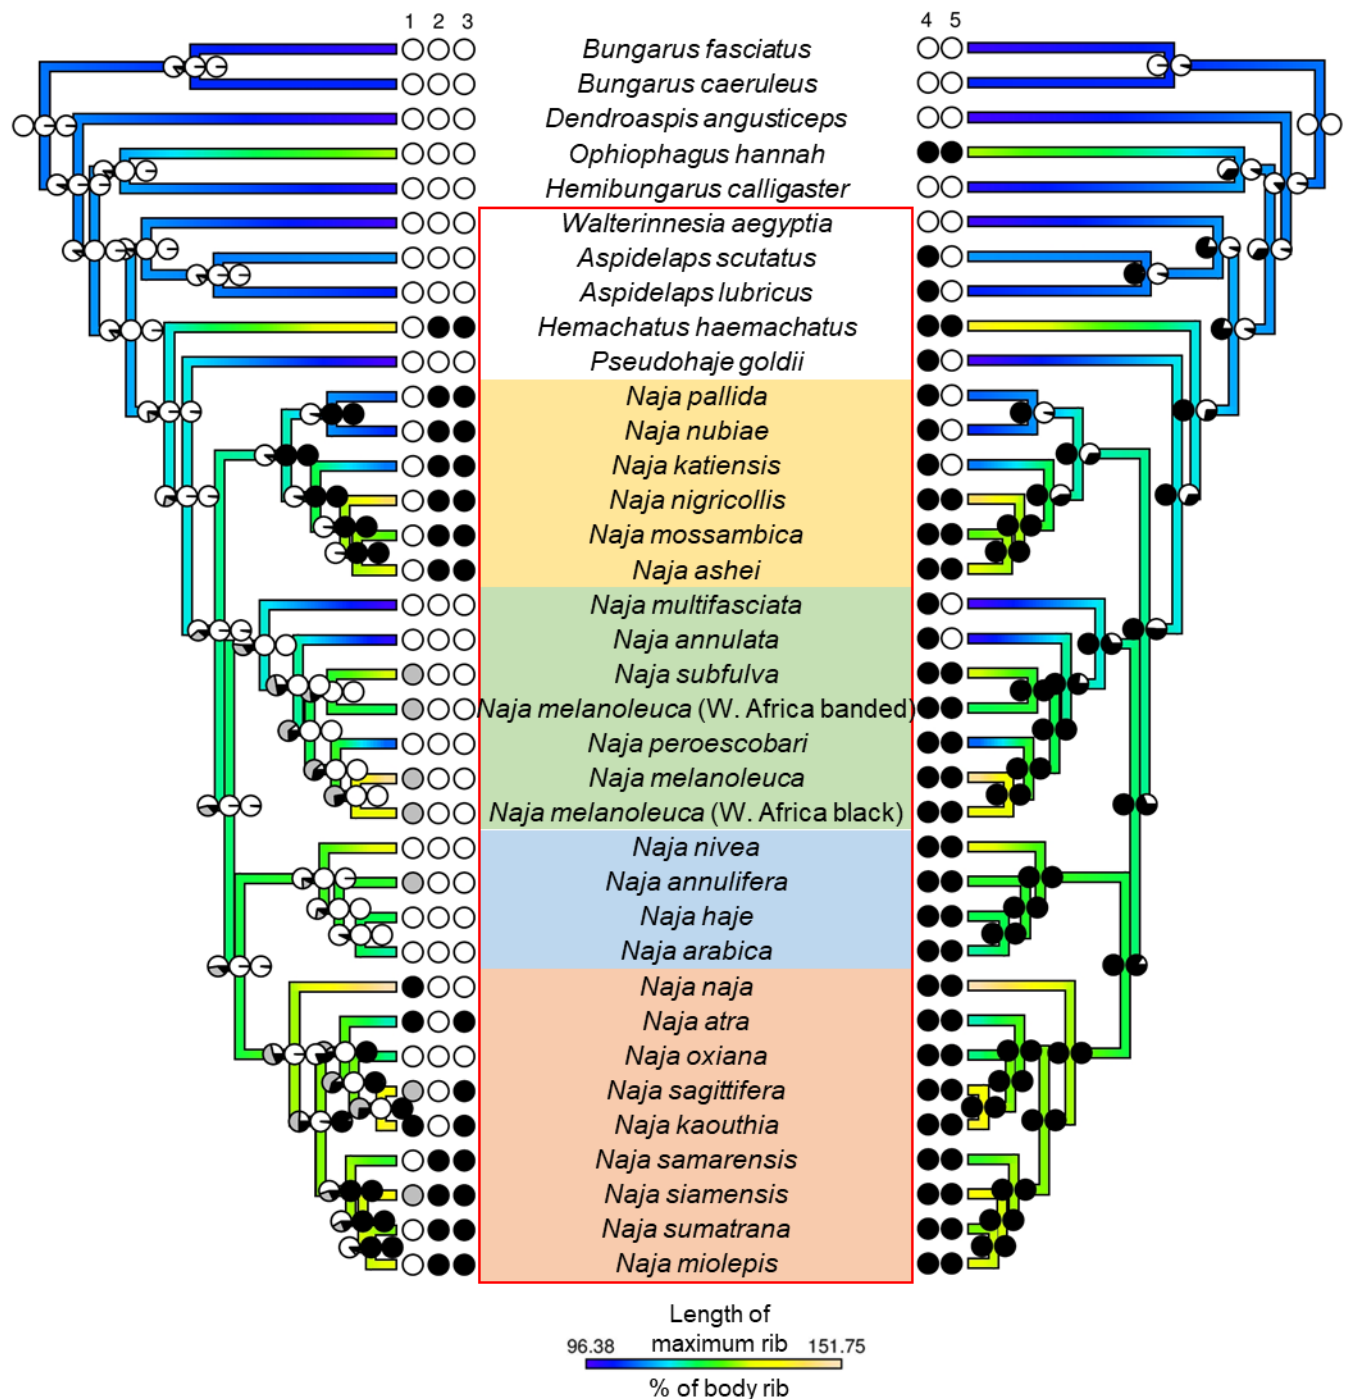 1 2 3 4 5
Bungarus fasciatus
Bungarus caeruleus
Dendroaspis angusticeps
Ophiophagus hannah
Hemibungarus calligaster
Walterinnesia aegyptia
Aspidelaps scutatus
Aspidelaps lubricus
Hemachatus haemachatus
Pseudohaje goldii
Naja pallida
Naja nubiae
Naja katiensis
Naja nigricollis
Naja mossambica
Naja ashei
Naja multifasciata
Naja annulata
Naja subfulva
Naja melanoleuca (W. Africa banded)
Naja peroescobari
Naja melanoleuca
Naja melanoleuca (W. Africa black)
Naja nivea
Naja annulifera
Naja haje
Naja arabica
Naja naja
Naja atra
Naja oxiana
Naja sagittifera
Naja kaouthia
Naja samarensis
Naja siamensis
Naja sumatrana
Naja miolepis
Length of
96.38 maximum rib 151.75
% of body rib